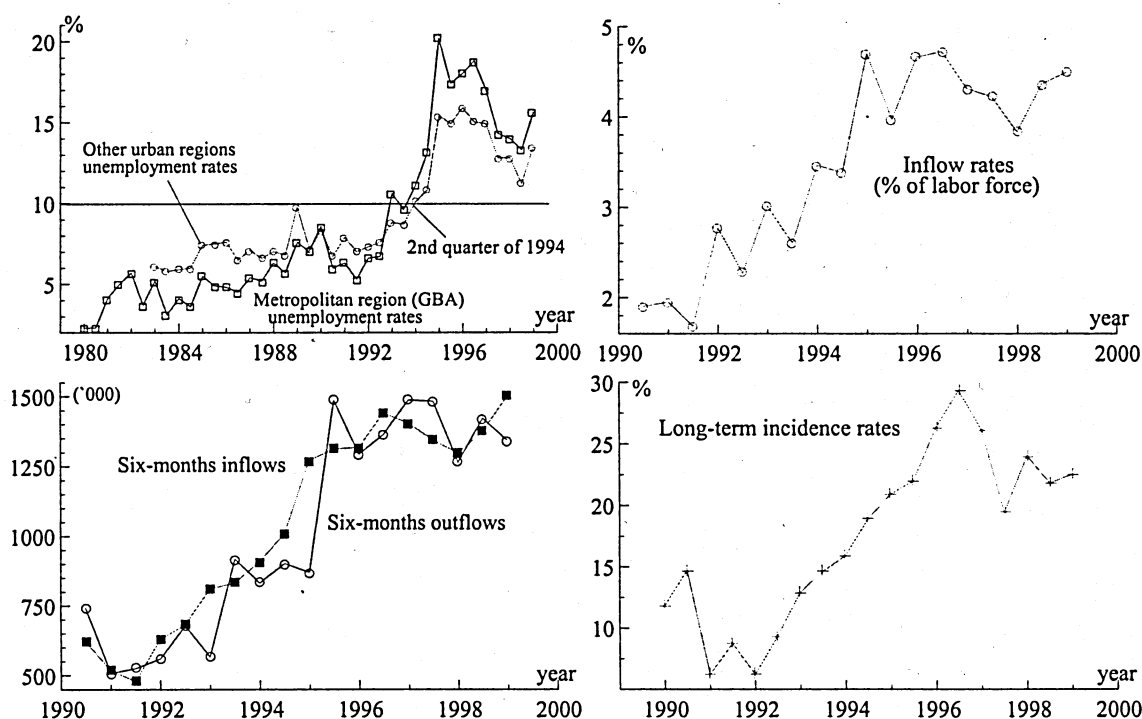 %
20
15
10
5
Other urban regions
unemployment rates
2nd quarter of 1994
Metropolitan region (GBA)
unemployment rates
year
1980 1984 1988 1992 1996 2000
5
%
4
3
2
Inflow rates
(% of labor force)
year
1990 1992 1994 1996 1998 2000
1500
(`000)
1250
1000
750
500
Six-months inflows
Six-months outflows
year
1990 1992 1994 1996 1998 2000
30
%
25
20
15
10
Long-term incidence rates
year
1990 1992 1994 1996 1998 2000